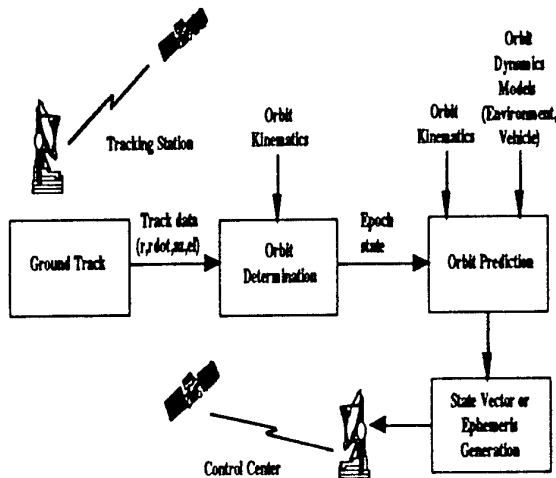 Orbit
Dynamics
Models
(Environment,
Vehicle)
Tracking Station
Orbit
Kinematics
Orbit
Kinematics
Track data
(r,rdot,az,el)
Epoch
state
Ground Track
Orbit
Determination
Orbit Prediction
State Vector or
Ephemeris
Generation
Control Center